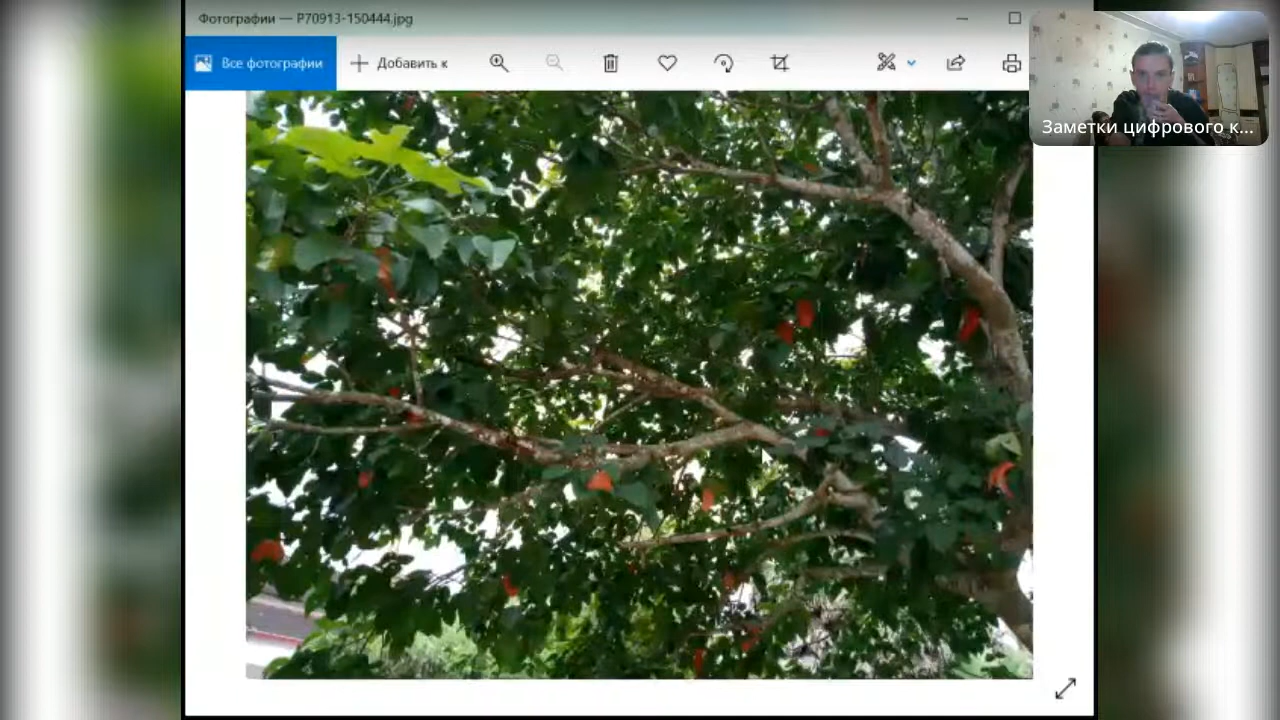 Фотографии — P70913-150444.jpg
Все фотографии
Добавить к
Заметки цифрового к...